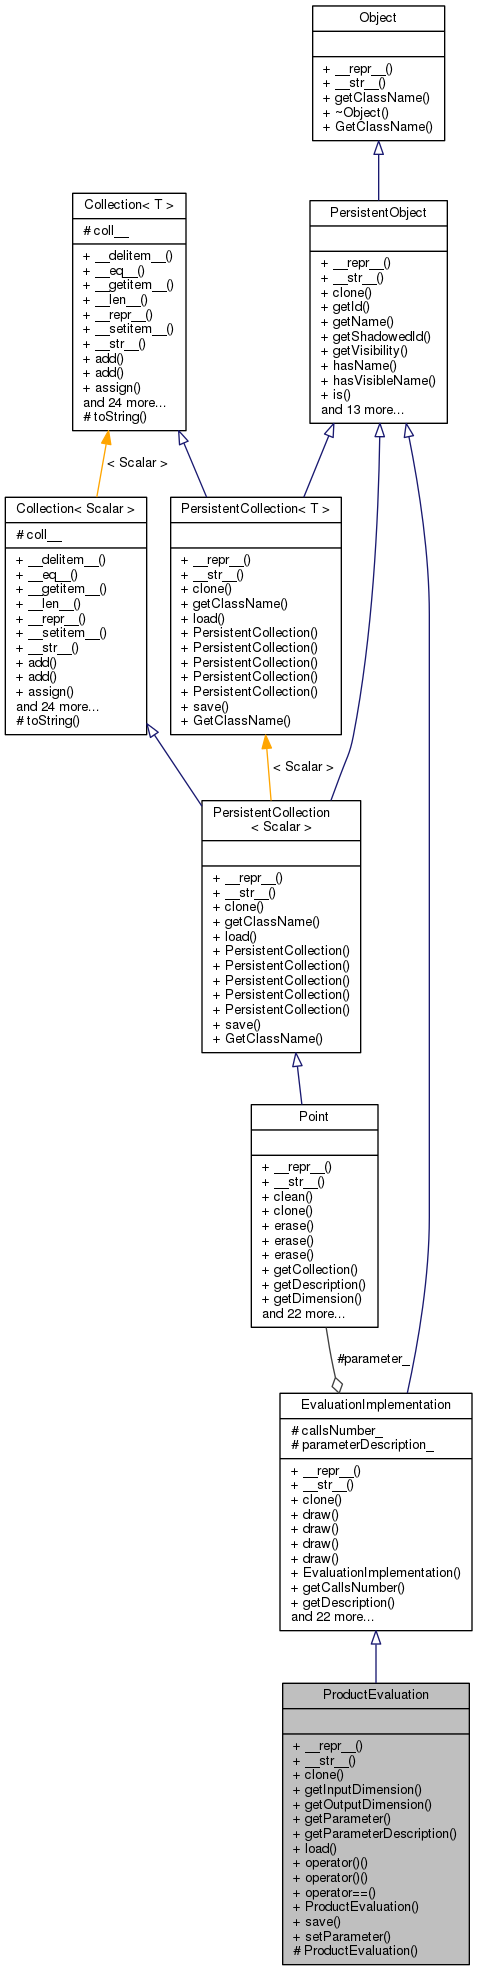 Object
+ __repr__()
+ __str__()
+ getClassName()
+ ~Object()
+ GetClassName()
Collection< T >
# coll__
+ __delitem__()
+ __eq__()
+ __getitem__()
+ __len__()
+ __repr__()
+ __setitem__()
+ __str__()
+ add()
+ add()
+ assign()
and 24 more...
# toString()
PersistentObject
+ __repr__()
+ __str__()
+ clone()
+ getId()
+ getName()
+ getShadowedId()
+ getVisibility()
+ hasName()
+ hasVisibleName()
+ is()
and 13 more...
< Scalar >
Collection< Scalar >
# coll__
+ __delitem__()
+ __eq__()
+ __getitem__()
+ __len__()
+ __repr__()
+ __setitem__()
+ __str__()
+ add()
+ add()
+ assign()
and 24 more...
# toString()
PersistentCollection< T >
+ __repr__()
+ __str__()
+ clone()
+ getClassName()
+ load()
+ PersistentCollection()
+ PersistentCollection()
+ PersistentCollection()
+ PersistentCollection()
+ PersistentCollection()
+ save()
+ GetClassName()
< Scalar >
PersistentCollection
< Scalar >
+ __repr__()
+ __str__()
+ clone()
+ getClassName()
+ load()
+ PersistentCollection()
+ PersistentCollection()
+ PersistentCollection()
+ PersistentCollection()
+ PersistentCollection()
+ save()
+ GetClassName()
Point
+ __repr__()
+ __str__()
+ clean()
+ clone()
+ erase()
+ erase()
+ erase()
+ getCollection()
+ getDescription()
+ getDimension()
and 22 more...
#parameter_
EvaluationImplementation
# callsNumber_
# parameterDescription_
+ __repr__()
+ __str__()
+ clone()
+ draw()
+ draw()
+ draw()
+ draw()
+ EvaluationImplementation()
+ getCallsNumber()
+ getDescription()
and 22 more...
ProductEvaluation
+ __repr__()
+ __str__()
+ clone()
+ getInputDimension()
+ getOutputDimension()
+ getParameter()
+ getParameterDescription()
+ load()
+ operator()()
+ operator()()
+ operator==()
+ ProductEvaluation()
+ save()
+ setParameter()
# ProductEvaluation()